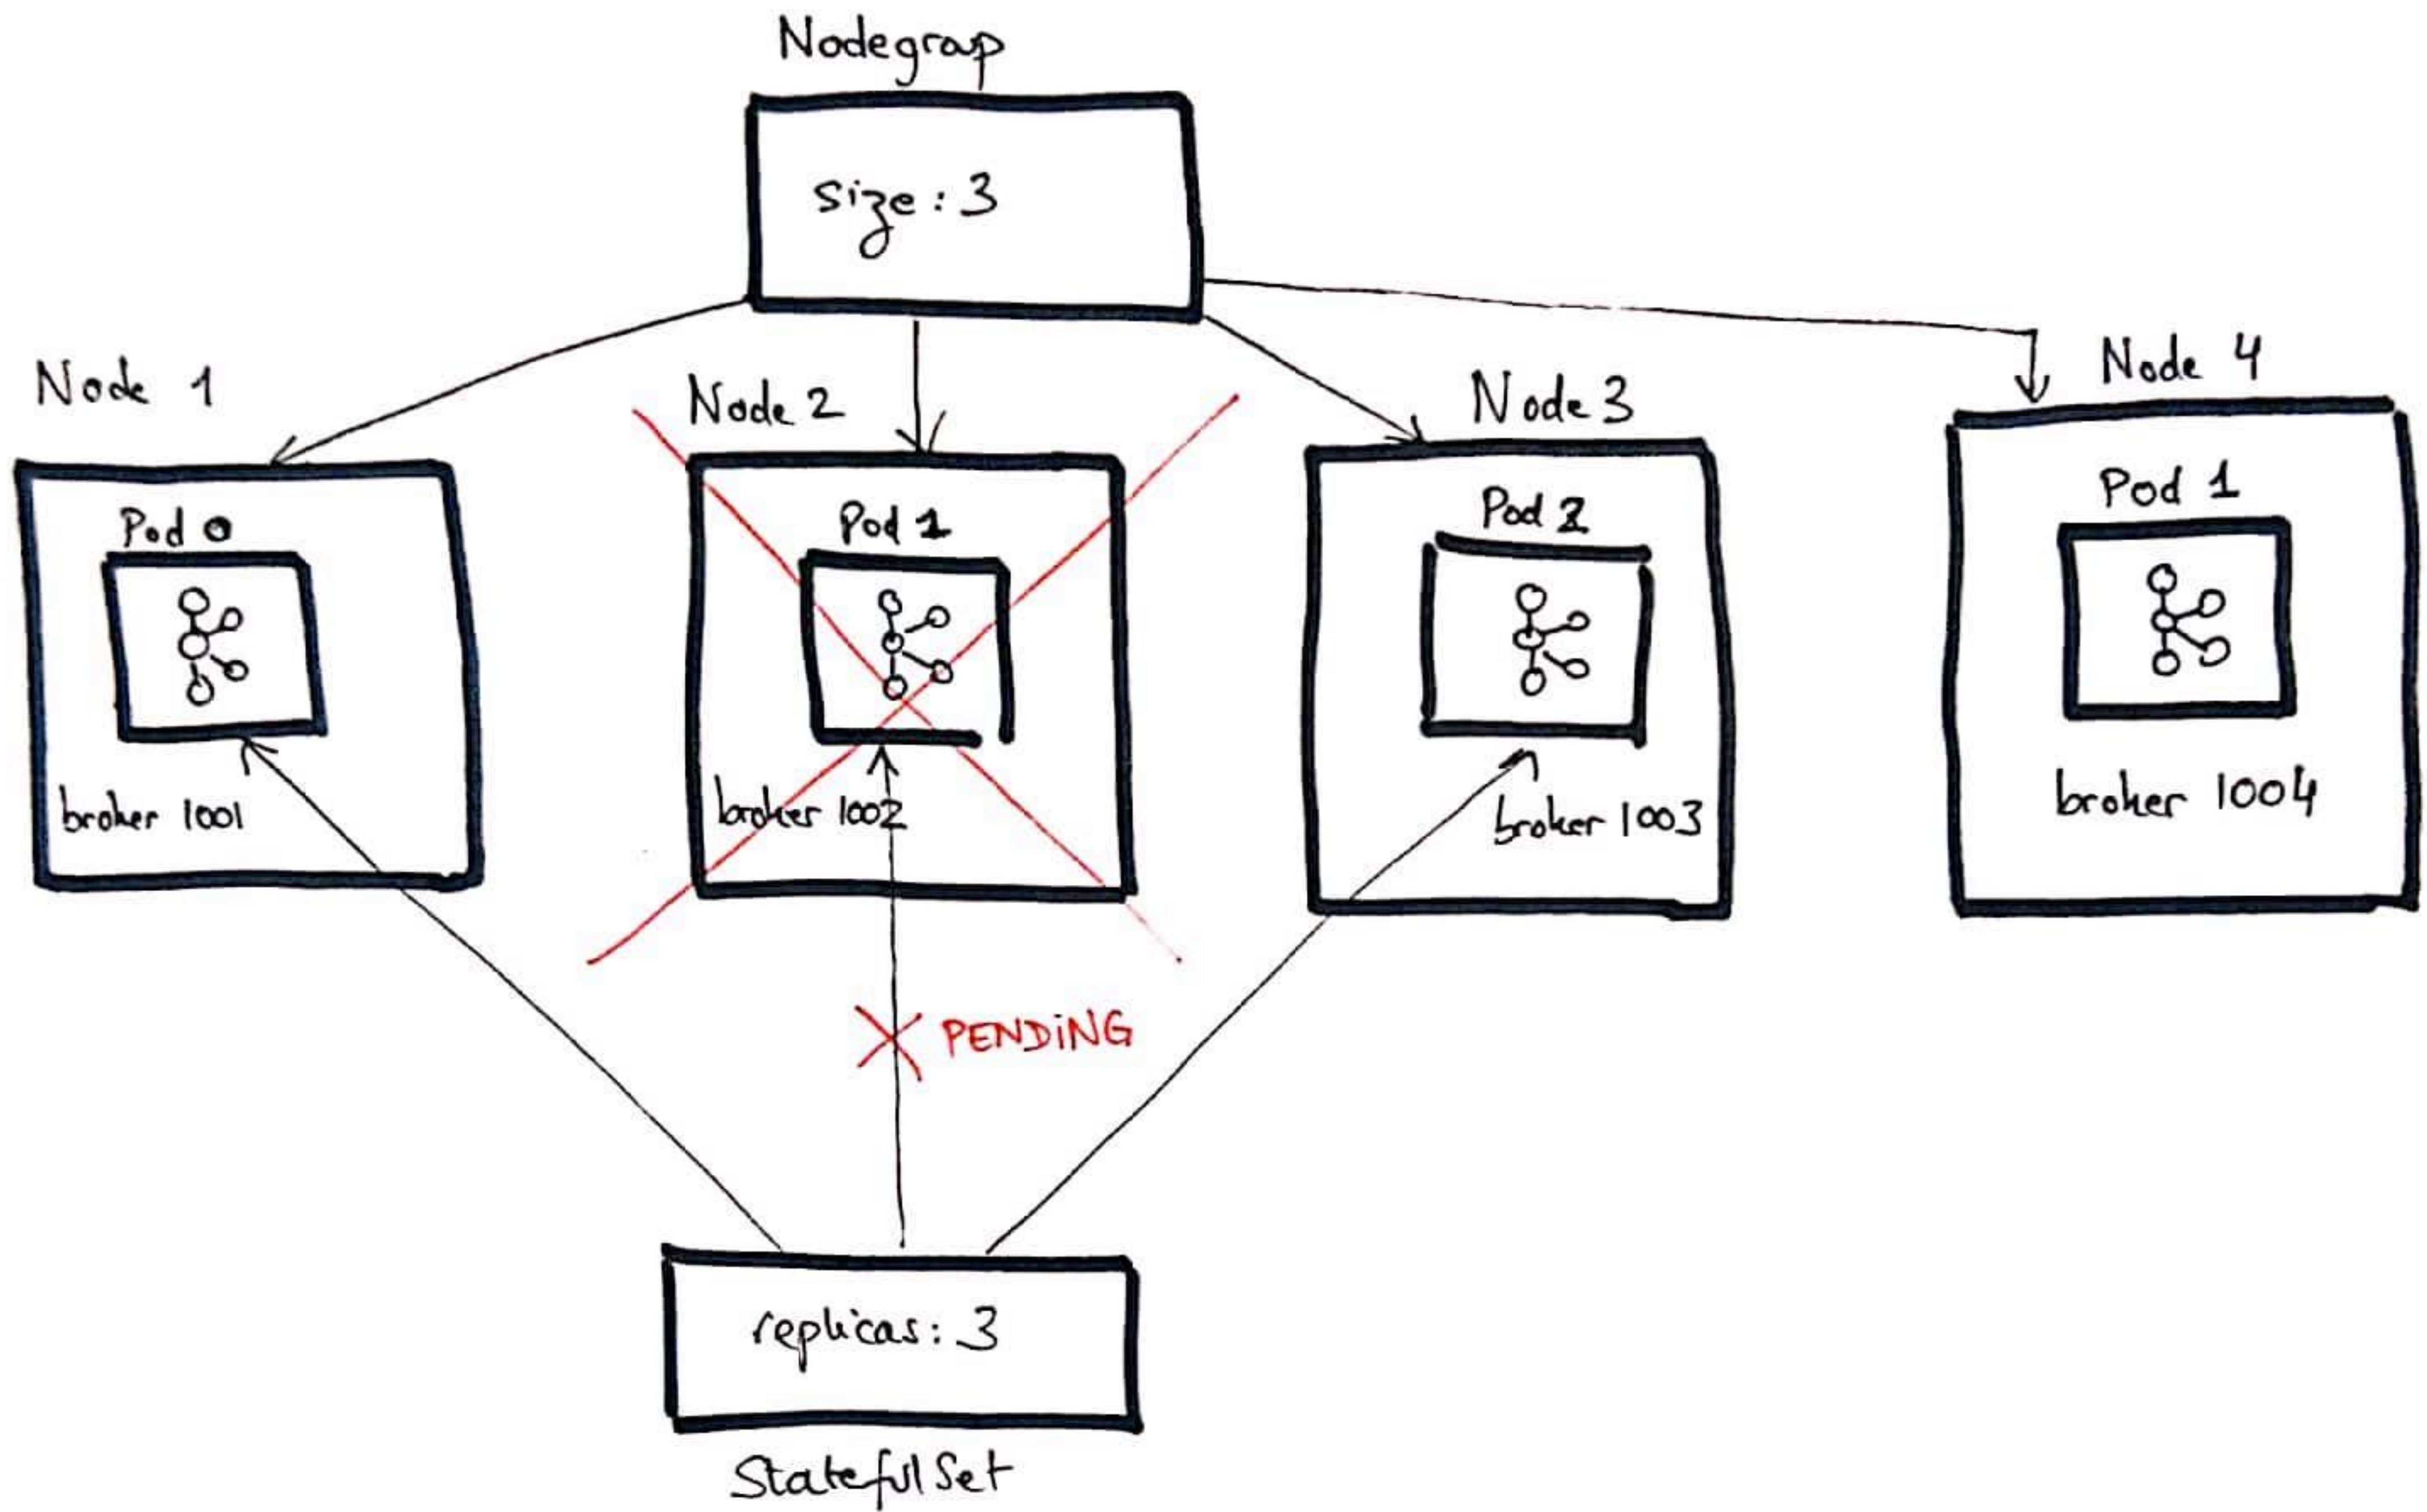 Nodegroup
size: 3
Node 1
Node 2
Node 3
Node 4
Pod 0
Pod 1
Pod 2
Pod 1
broker 1001
broker 1002
broker 1003
broker 1004
PENDING
replicas: 3
StatefulSet